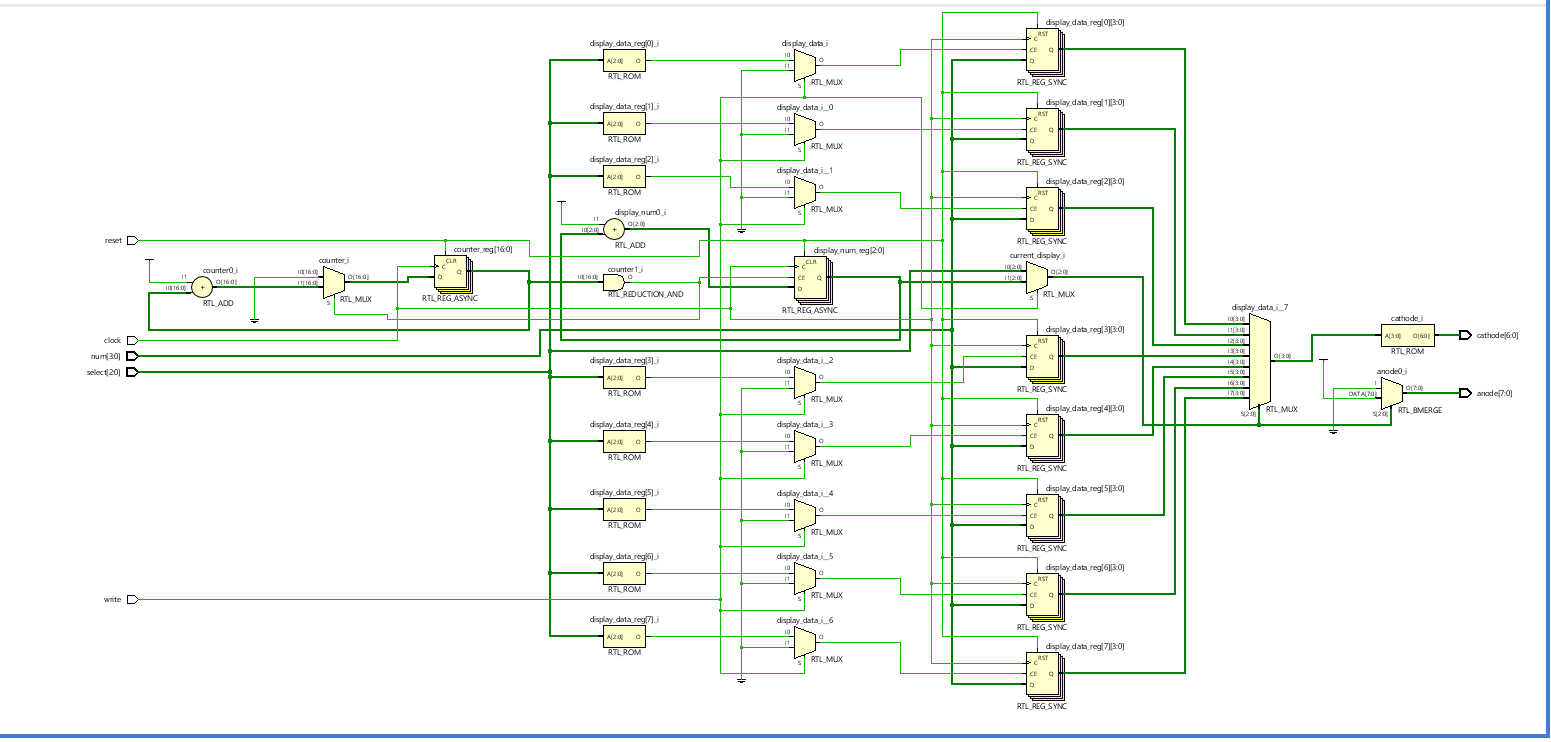 display_data_reg[0]_i
A[2:0] O
RTL_ROM
display_data_i
I0
I1
S
O
RTL_MUX
display_data_reg[0][3:0]
RST
C
CE
D
Q
RTL_REG_SYNC
display_data_reg[1]_i
A[2:0] O
RTL_ROM
display_data_i__0
I0
I1
S
O
RTL_MUX
display_data_reg[1][3:0]
RST
C
CE
D
Q
RTL_REG_SYNC
display_data_reg[2]_i
A[2:0] O
RTL_ROM
display_data_i__1
I0
I1
S
O
RTL_MUX
display_data_reg[2][3:0]
RST
C
CE
D
Q
RTL_REG_SYNC
reset
counter0_i
I1
I0[16:0]
+
O[16:0]
RTL_ADD
counter_i
I0[16:0]
I1[16:0]
S
O[16:0]
RTL_MUX
counter_reg[16:0]
CLR
C
D
Q
RTL_REG_ASYNC
display_num0_i
I1
I0[2:0]
+
O[2:0]
RTL_ADD
counter1_i
I0[16:0]
O
RTL_REDUCTION_AND
display_num_reg[2:0]
CLR
C
CE
D
Q
RTL_REG_ASYNC
current_display_i
I0[2:0]
I1[2:0]
S
O[2:0]
RTL_MUX
clock
num[3:0]
select[2:0]
display_data_reg[3]_i
A[2:0] O
RTL_ROM
display_data_i__2
I0
I1
S
O
RTL_MUX
display_data_reg[3][3:0]
RST
C
CE
D
Q
RTL_REG_SYNC
display_data_i__7
I0[3:0]
I1[3:0]
I2[3:0]
I3[3:0]
I4[3:0]
I5[3:0]
I6[3:0]
I7[3:0]
S[2:0]
O[3:0]
RTL_MUX
cathode_i
A[3:0] O[6:0]
RTL_ROM
cathode[6:0]
anode0_i
I
DATA[7:0]
S[2:0]
O[7:0]
RTL_BMERGE
anode[7:0]
display_data_reg[4]_i
A[2:0] O
RTL_ROM
display_data_i__3
I0
I1
S
O
RTL_MUX
display_data_reg[4][3:0]
RST
C
CE
D
Q
RTL_REG_SYNC
display_data_reg[5]_i
A[2:0] O
RTL_ROM
display_data_i__4
I0
I1
S
O
RTL_MUX
display_data_reg[5][3:0]
RST
C
CE
D
Q
RTL_REG_SYNC
display_data_reg[6]_i
A[2:0] O
RTL_ROM
display_data_i__5
I0
I1
S
O
RTL_MUX
display_data_reg[6][3:0]
RST
C
CE
D
Q
RTL_REG_SYNC
write
display_data_reg[7]_i
A[2:0] O
RTL_ROM
display_data_i__6
I0
I1
S
O
RTL_MUX
display_data_reg[7][3:0]
RST
C
CE
D
Q
RTL_REG_SYNC